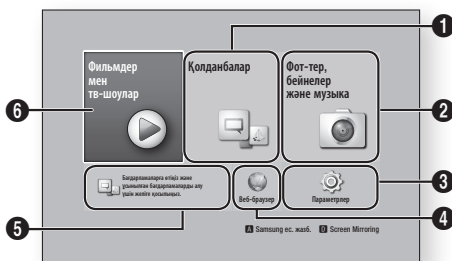 1
Фильмдер
мен
тв-шоулар
Қолданбалар
Фот-тер,
бейнелер
және музыка
6
2
Бағдарламаларға өтіңіз және
ұсынылған бағдарламаларды алу
үшін желіге қосылыңыз.
Веб-браузер
Параметрлер
3
4
5
A Samsung ес. жазб. D Screen Mirroring